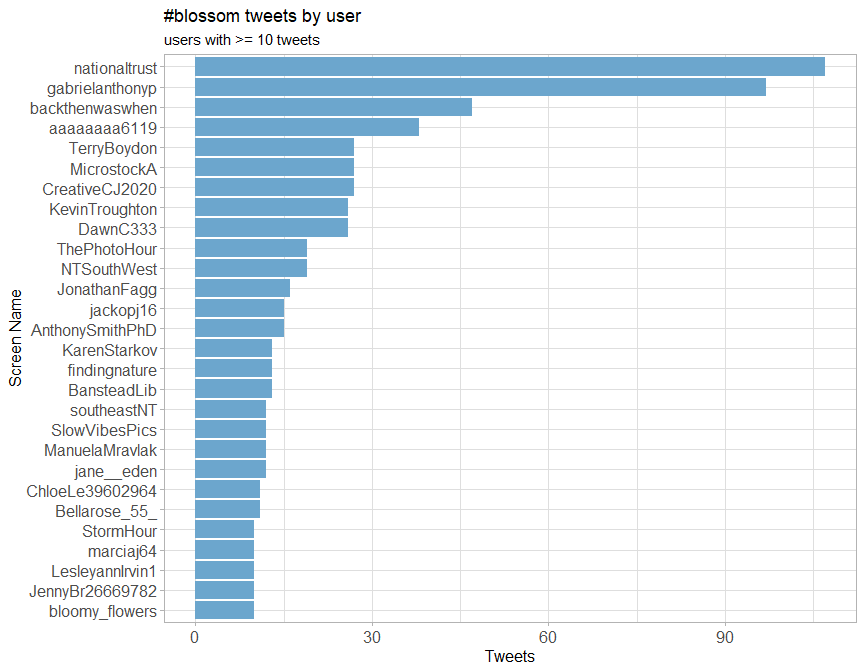 #blossom tweets by user
users with >= 10 tweets
nationaltrust
gabrielanthonyp
backthenwaswhen
aaaaaaaa6119
TerryBoydon
MicrostockA
CreativeCJ2020
KevinTroughton
DawnC333
ThePhotoHour
NTSouthWest
JonathanFagg
jackopj16
AnthonySmithPhD
KarenStarkov
findingnature
BansteadLib
southeastNT
SlowVibesPics
ManuelaMravlak
jane__eden
ChloeLe39602964
Bellarose_55_
StormHour
marciaj64
LesleyannIrvin1
JennyBr26669782
bloomy_flowers
Screen Name
0 30 60 90
Tweets